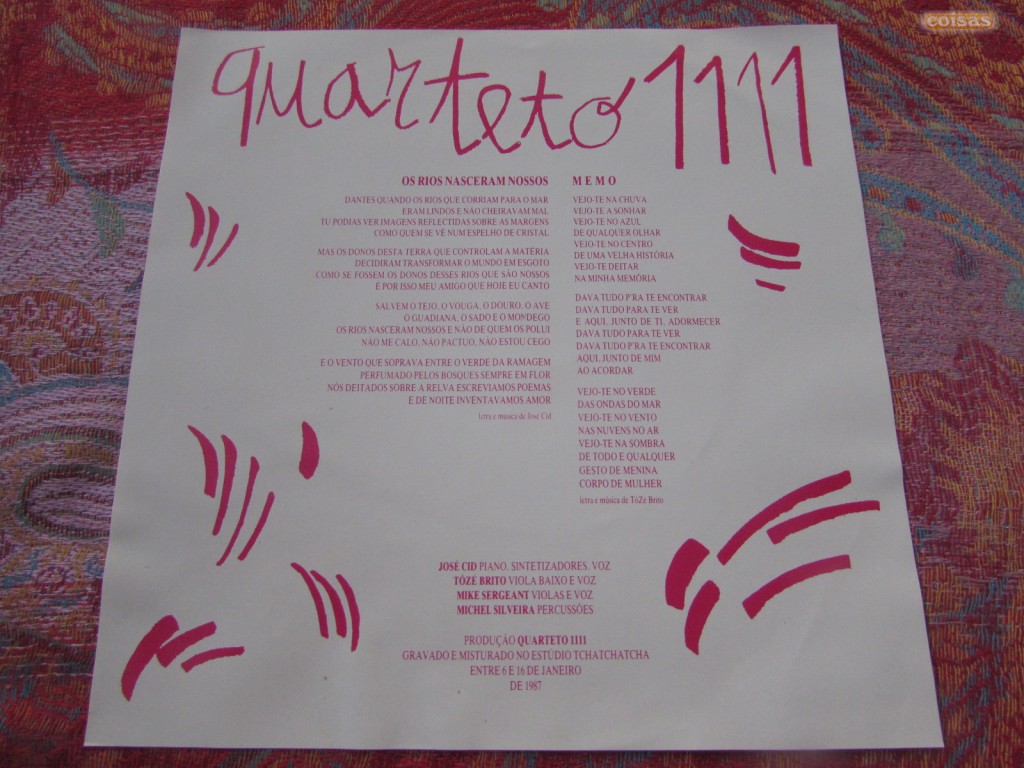 coisas
quarteto 1111
OS RIOS NASCERAM NOSSOS
DANTES QUANDO OS RIOS QUE CORRIAM PARA O MAR
ERAM LINDOS E NÃO CHEIRAVAM MAL
TU PODIAS VER IMAGENS REFLECTIDAS SOBRE AS MARGENS
COMO QUEM SE VÊ NUM ESPELHO DE CRISTAL
MAS OS DONOS DESTA TERRA QUE CONTROLAM A MATÉRIA
DECIDIRAM TRANSFORMAR O MUNDO EM ESGOTO
COMO SE FOSSEM OS DONOS DESSES RIOS QUE SÃO NOSSOS
E POR ISSO MEU AMIGO QUE HOJE EU CANTO
SALVEM O TEJO, O VOUGA, O DOURO, O AVE
O GUADIANA, O SADO E O MONDEGO
OS RIOS NASCERAM NOSSOS E NÃO DE QUEM OS POLUI
NÃO ME CALO, NÃO PACTUO, NÃO ESTOU CEGO
E O VENTO QUE SOPRAVA ENTRE O VERDE DA RAMAGEM
PERFUMADO PELOS BOSQUES SEMPRE EM FLOR
NÓS DEITADOS SOBRE A RELVA ESCREVIAMOS POEMAS
E DE NOITE INVENTAVAMOS AMOR
letra e música de José Cid
MEMO
VEJO-TE NA CHUVA
VEJO-TE A SONHAR
VEJO-TE NO AZUL
DE QUALQUER OLHAR
VEJO-TE NO CENTRO
DE UMA VELHA HISTÓRIA
VEJO-TE DEITAR
NA MINHA MEMÓRIA
DAVA TUDO P'RA TE ENCONTRAR
DAVA TUDO PARA TE VER
E AQUI, JUNTO DE TI, ADORMECER
DAVA TUDO PARA TE VER
DAVA TUDO P'RA TE ENCONTRAR
AQUI, JUNTO DE MIM
AO ACORDAR
VEJO-TE NO VERDE
DAS ONDAS DO MAR
VEJO-TE NO VENTO
NAS NUVENS NO AR
VEJO-TE NA SOMBRA
DE TODO E QUALQUER
GESTO DE MENINA
CORPO DE MULHER
letra e música de TóZé Brito
JOSÉ CID PIANO, SINTETIZADORES, VOZ
TÓZÉ BRITO VIOLA BAIXO E VOZ
MIKE SERGEANT VIOLAS E VOZ
MICHEL SILVEIRA PERCUSSÕES
PRODUÇÃO QUARTETO 1111
GRAVADO E MISTURADO NO ESTÚDIO TCHATCHATCHA
ENTRE 6 E 16 DE JANEIRO
DE 1987